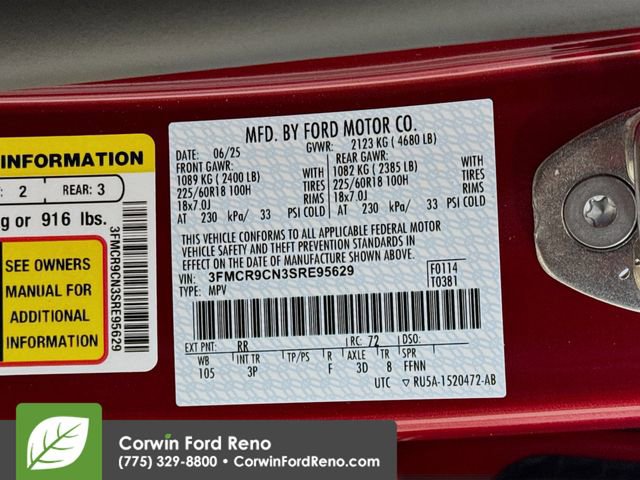 INFORMATION
: 2 REAR: 3
g or 916 lbs.
SEE OWNERS
MANUAL FOR
ADDITIONAL
INFORMATION
3FMCR9CN3SRE95629
MFD. BY FORD MOTOR CO.
DATE: 06/25 GVWR: 2123 KG ( 4680 LB)
FRONT GAWR: REAR GAWR:
1089 KG ( 2400 LB) 1082 KG ( 2385 LB)
225/60R18 100H TIRES 225/60R18 100H TIRES
18x7.0J RIMS 18x7.0J RIMS
AT 230 kPa/ 33 PSI COLD AT 230 kPa/ 33 PSI COLD
THIS VEHICLE CONFORMS TO ALL APPLICABLE FEDERAL MOTOR
VEHICLE SAFETY AND THEFT PREVENTION STANDARDS IN
EFFECT ON THE DATE OF MANUFACTURE SHOWN ABOVE.
VIN: 3FMCR9CN3SRE95629 F0114
TYPE: MPV T0381
EXT PNT: RR RC: 72 DSO:
WB INT TR TP/PS R AXLE TR SPR
105 3P F 3D 8 FFNN
UTC RU5A-1520472-AB
Corwin Ford Reno
(775) 329-8800 • CorwinFordReno.com